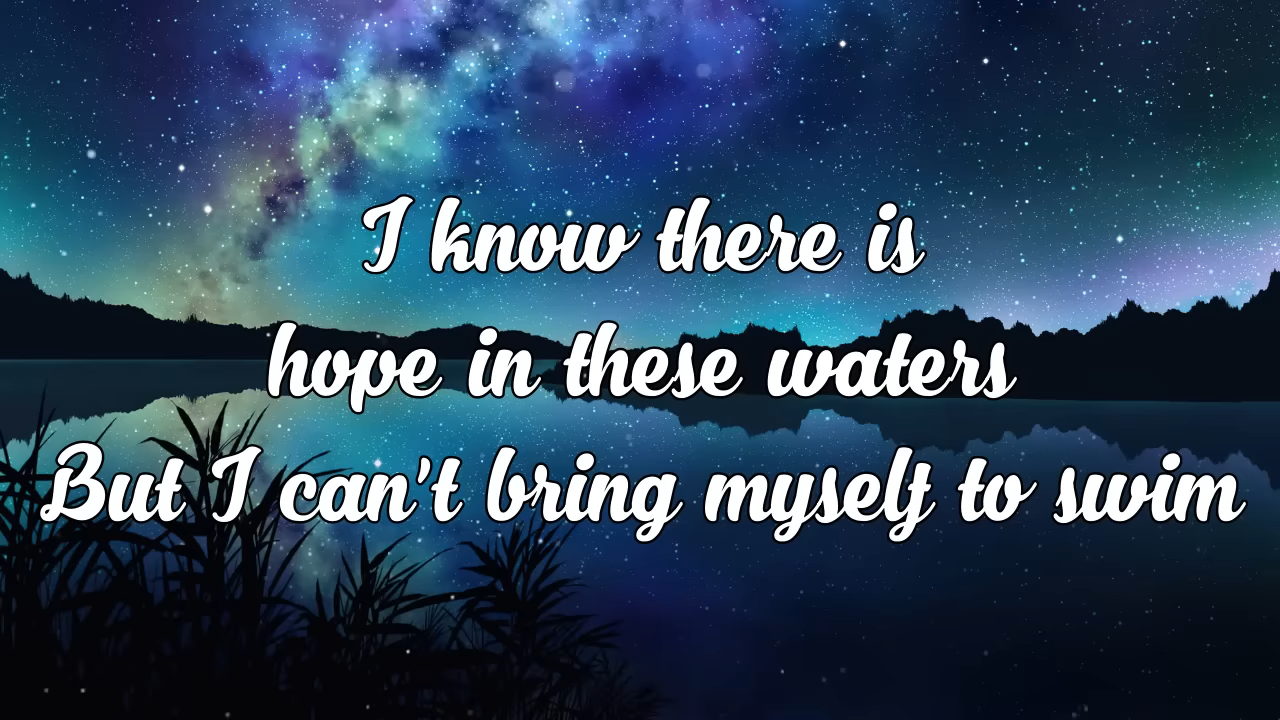 I know there is
hope in these waters
But I can't bring myself to swim